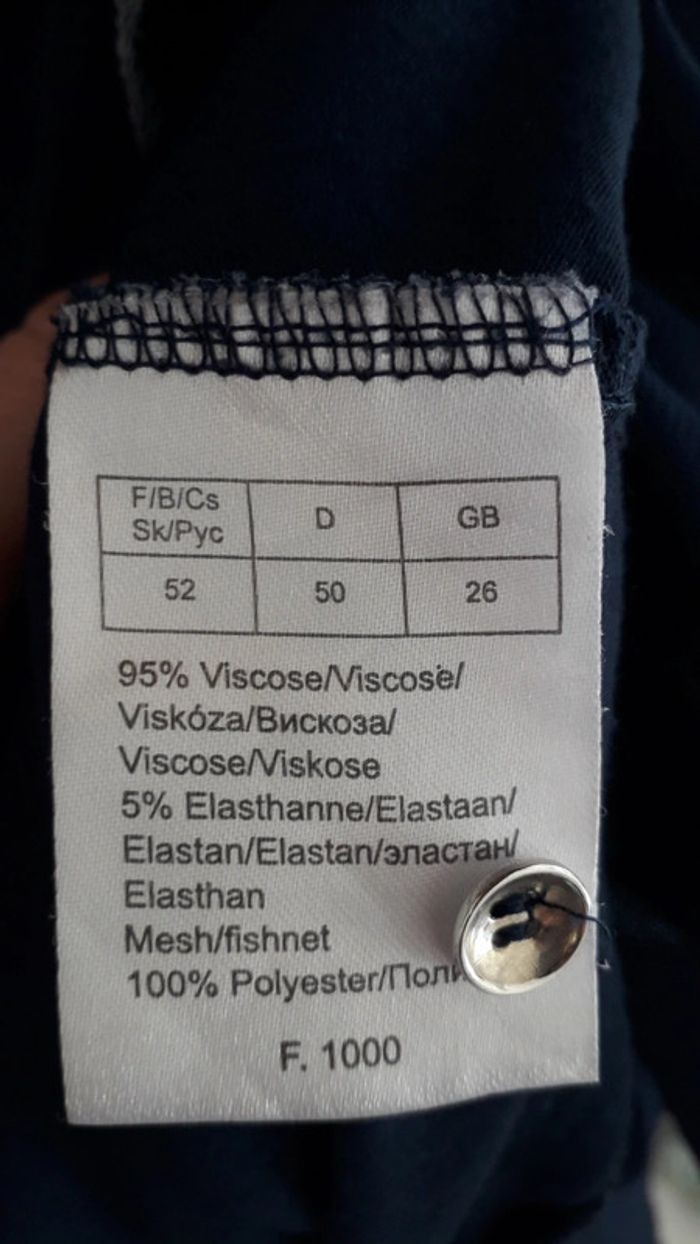 F/B/Cs
Sk/Рус
D
GB
52
50
26
95% Viscose/Viscose/
Viskóza/Вискоза/
Viscose/Viskose
5% Elasthanne/Elastaan/
Elastan/Elastan/эластан/
Elasthan
Mesh/fishnet
100% Polyester/
F. 1000